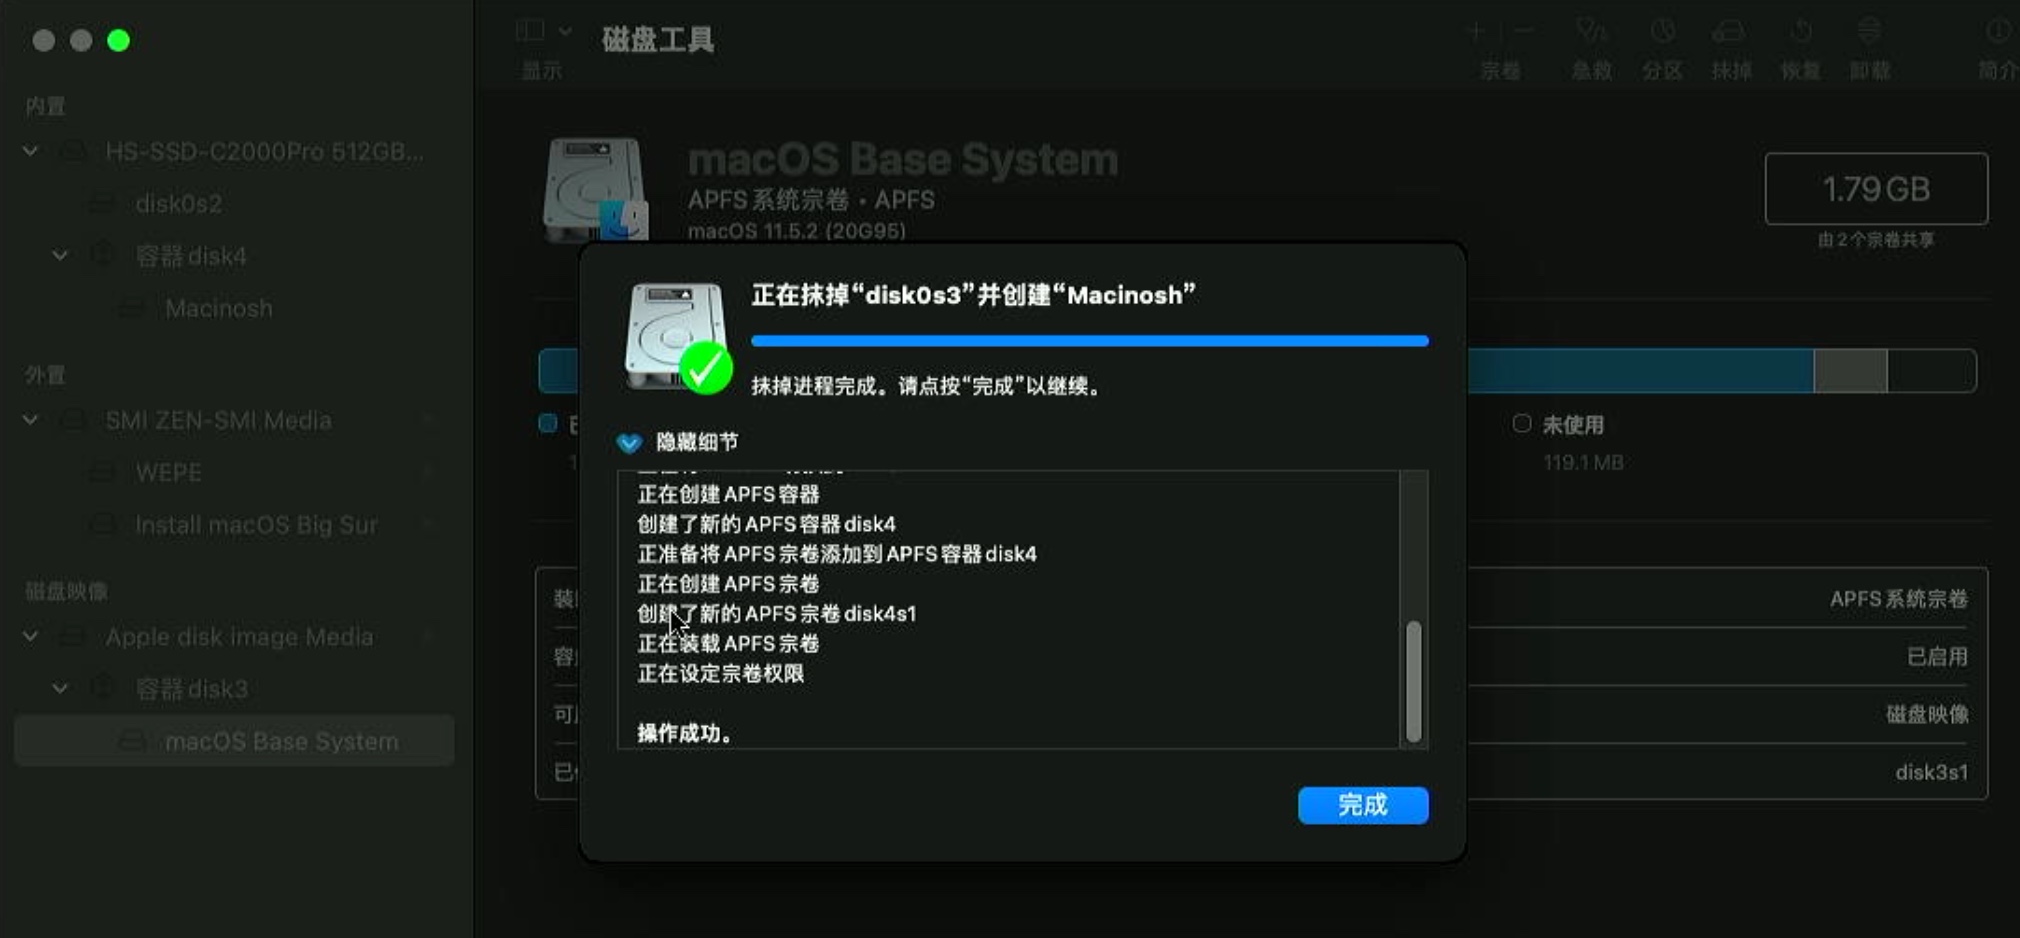 磁盘工具
显示
宗卷
急救
分区
抹掉
恢复
卸载
简介
内置
HS-SSD-C2000Pro 512GB...
disk0s2
容器 disk4
Macinosh
外置
SMI ZEN-SMI Media
WEPE
Install macOS Big Sur
磁盘映像
Apple disk image Media
容器 disk3
macOS Base System
macOS Base System
APFS 系统宗卷 • APFS
macOS 11.5.2 (20G95)
1.79 GB
由 2 个宗卷共享
正在抹掉“disk0s3”并创建“Macinosh”
抹掉进程完成。请点按“完成”以继续。
隐藏细节
正在创建 APFS 容器
创建了新的 APFS 容器 disk4
正准备将 APFS 宗卷添加到 APFS 容器 disk4
正在创建 APFS 宗卷
创建了新的 APFS 宗卷 disk4s1
正在装载 APFS 宗卷
正在设定宗卷权限
操作成功。
完成
未使用
119.1 MB
装
APFS 系统宗卷
容
已启用
可
磁盘映像
已
disk3s1